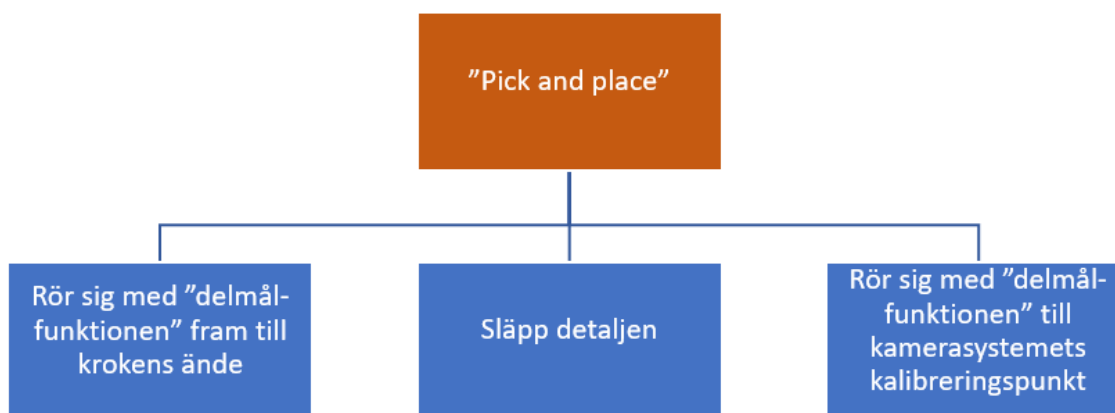 ”Pick and place”
Rör sig med ”delmål-
funktionen” fram till
krokens ände
Släpp detaljen
Rör sig med ”delmål-
funktionen” till
kamerasystemets
kalibreringspunkt